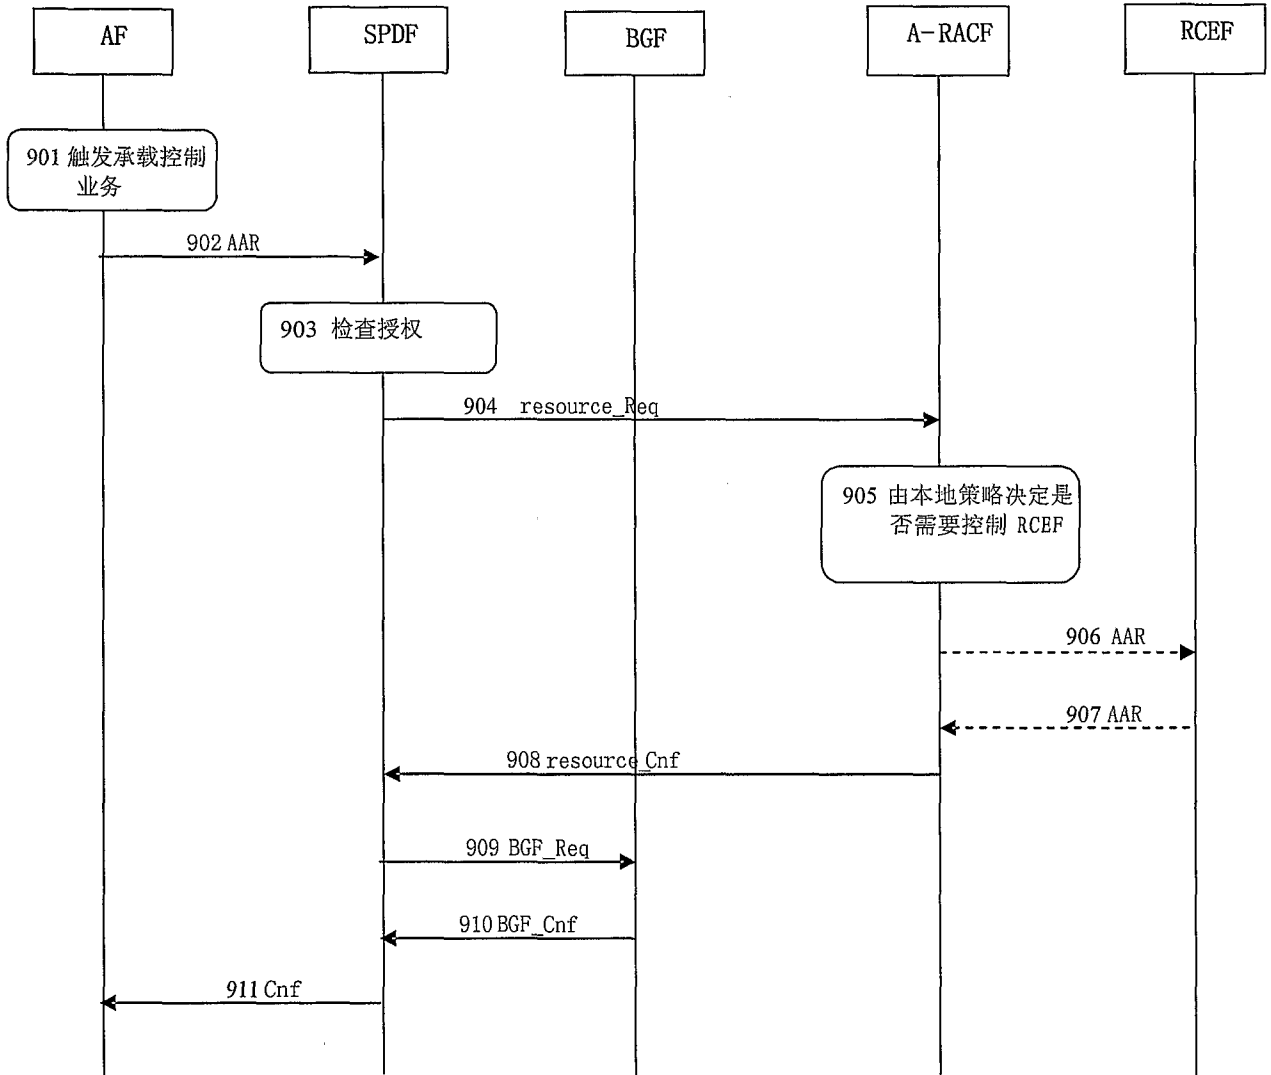 AF
SPDF
BGF
A-RACF
RCEF
901 触发承载控制
业务
902 AAR
903 检查授权
904 resource_Req
905 由本地策略决定是
否需要控制 RCEF
906 AAR
907 AAR
908 resource_Cnf
909 BGF_Req
910 BGF_Cnf
911 Cnf